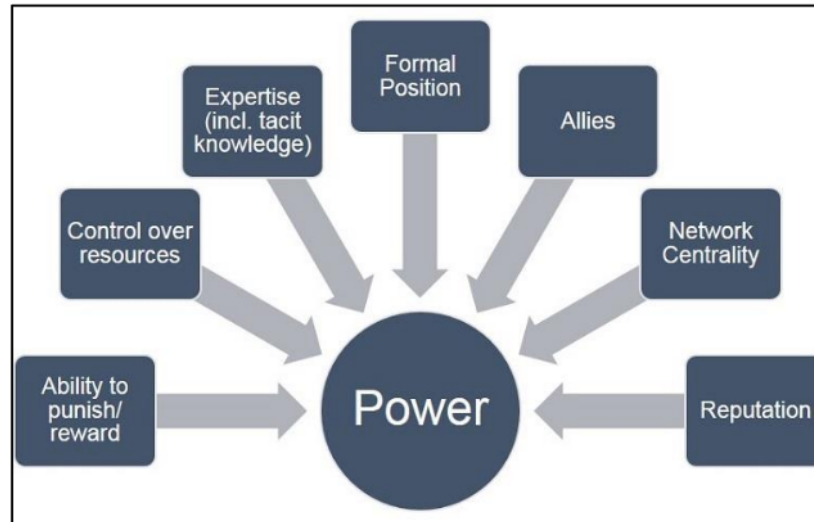 Formal
Position
Expertise
(incl. tacit
knowledge)
Allies
Control over
resources
Network
Centrality
Ability to
punish/
reward
Power
Reputation